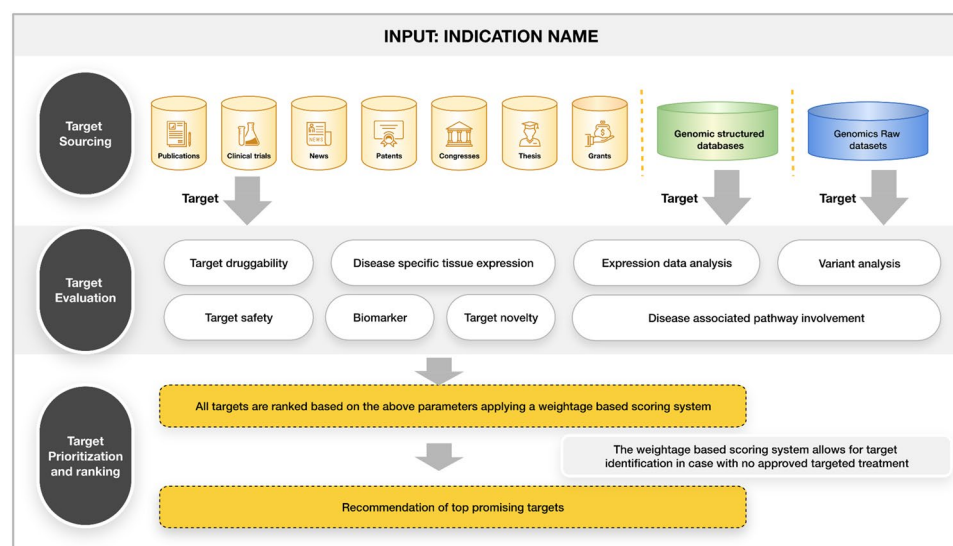 INPUT: INDICATION NAME
Target
Sourcing
Publications
Clinical trials
NEWS
News
Patents
Congresses
Thesis
Grants
Genomic structured
databases
Genomics Raw
datasets
Target
Target
Target
Target
Evaluation
Target druggability
Disease specific tissue expression
Expression data analysis
Variant analysis
Target safety
Biomarker
Target novelty
Disease associated pathway involvement
Target
Prioritization
and ranking
All targets are ranked based on the above parameters applying a weightage based scoring system
The weightage based scoring system allows for target
identification in case with no approved targeted treatment
Recommendation of top promising targets